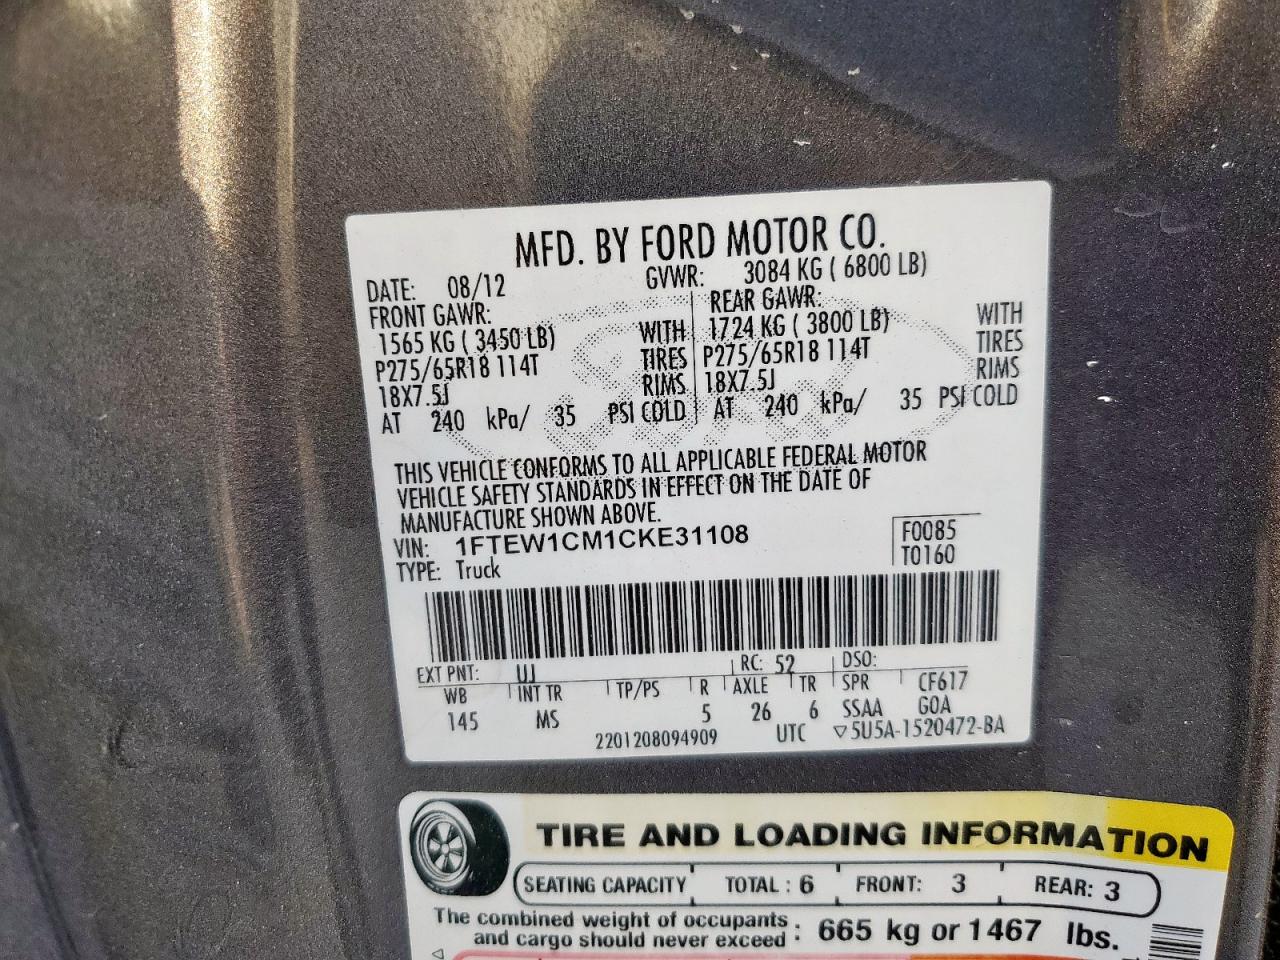 MFD. BY FORD MOTOR CO.
DATE: 08/12 GVWR: 3084 KG ( 6800 LB)
FRONT GAWR: REAR GAWR:
1565 KG ( 3450 LB) WITH 1724 KG ( 3800 LB) WITH
P275/65R18 114T TIRES P275/65R18 114T TIRES
18X7.5J RIMS 18X7.5J RIMS
AT 240 kPa/ 35 PSI COLD AT 240 kPa/ 35 PSI COLD
THIS VEHICLE CONFORMS TO ALL APPLICABLE FEDERAL MOTOR
VEHICLE SAFETY STANDARDS IN EFFECT ON THE DATE OF
MANUFACTURE SHOWN ABOVE.
VIN: 1FTEW1CM1CKE31108 F0085
TYPE: Truck T0160
EXT PNT: UJ RC: 52 DSO:
WB INT TR TP/PS R AXLE TR SPR CF617
145 MS 5 26 6 SSAA GOA
2201208094909 UTC ▽5U5A-1520472-BA
TIRE AND LOADING INFORMATION
SEATING CAPACITY TOTAL : 6 FRONT: 3 REAR: 3
The combined weight of occupants
and cargo should never exceed : 665 kg or 1467 lbs.